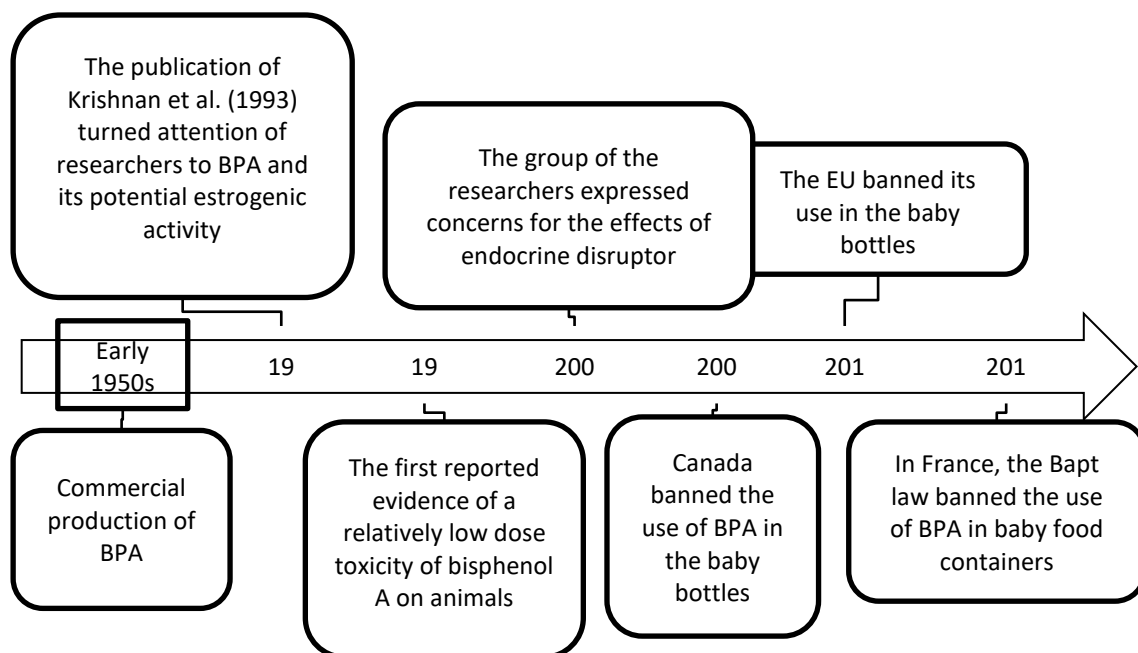 The publication of
Krishnan et al. (1993)
turned attention of
researchers to BPA and
its potential estrogenic
activity
The group of the
researchers expressed
concerns for the effects of
endocrine disruptor
The EU banned its
use in the baby
bottles
Early
1950s
19
19
200
200
201
201
Commercial
production of
BPA
The first reported
evidence of a
relatively low dose
toxicity of bisphenol
A on animals
Canada
banned the
use of BPA in
the baby
bottles
In France, the Bapt
law banned the use
of BPA in baby food
containers